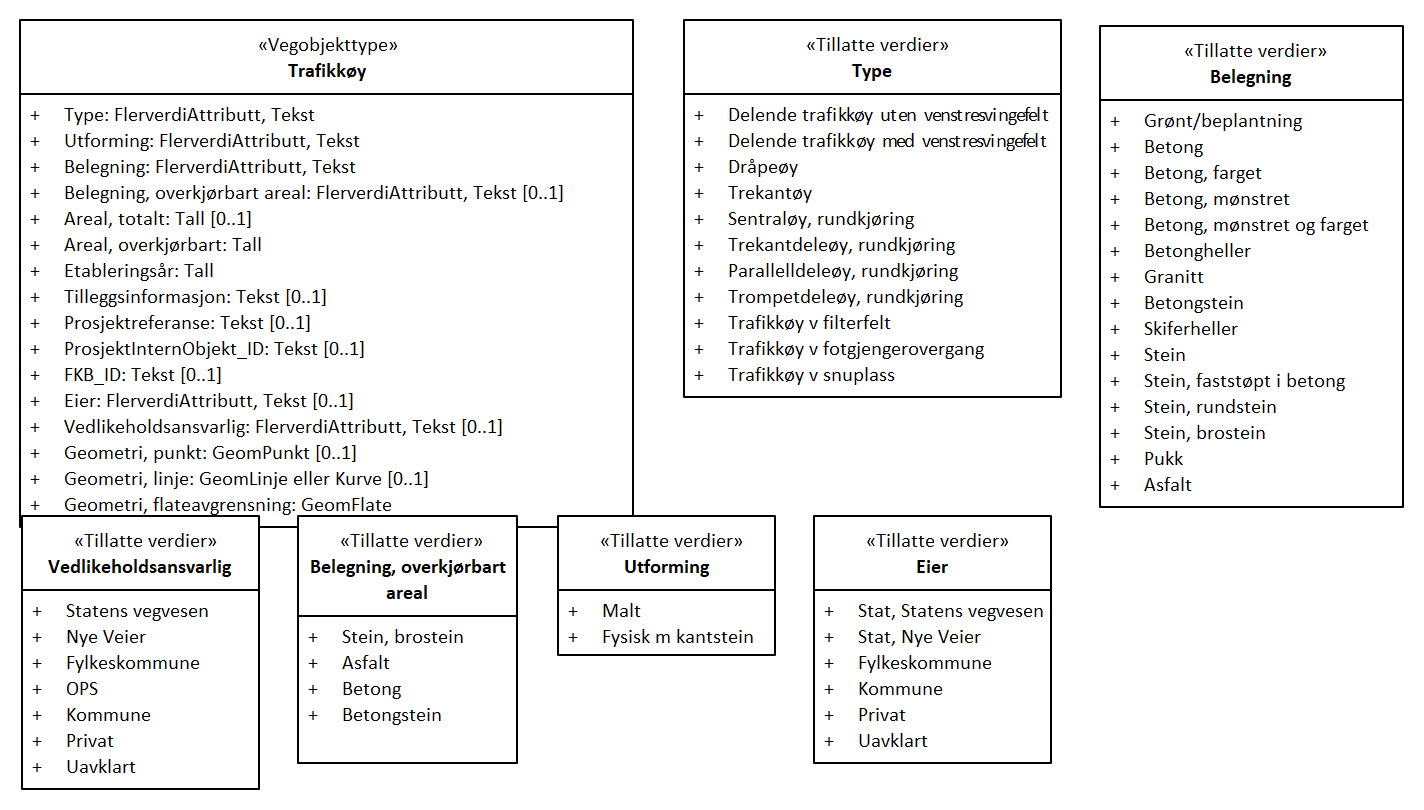 «Vegobjekttype»
Trafikkøy
+ Type: FlerverdiAttributt, Tekst
+ Utforming: FlerverdiAttributt, Tekst
+ Belegning: FlerverdiAttributt, Tekst
+ Belegning, overkjørbart areal: FlerverdiAttributt, Tekst [0..1]
+ Areal, totalt: Tall [0..1]
+ Areal, overkjørbart: Tall
+ Etableringsår: Tall
+ Tilleggsinformasjon: Tekst [0..1]
+ Prosjektreferanse: Tekst [0..1]
+ ProsjektInternObjekt_ID: Tekst [0..1]
+ FKB_ID: Tekst [0..1]
+ Eier: FlerverdiAttributt, Tekst [0..1]
+ Vedlikeholdsansvarlig: FlerverdiAttributt, Tekst [0..1]
+ Geometri, punkt: GeomPunkt [0..1]
+ Geometri, linje: GeomLinje eller Kurve [0..1]
+ Geometri, flateavgrensning: GeomFlate
«Tillatte verdier»
Type
+ Delende trafikkøy uten venstresvingefelt
+ Delende trafikkøy med venstresvingefelt
+ Dråpeøy
+ Trekantøy
+ Sentraløy, rundkjøring
+ Trekantdeleøy, rundkjøring
+ Parallelldeleøy, rundkjøring
+ Trompetdeleøy, rundkjøring
+ Trafikkøy v filterfelt
+ Trafikkøy v fotgjengerovergang
+ Trafikkøy v snuplass
«Tillatte verdier»
Belegning
+ Grønt/beplantning
+ Betong
+ Betong, farget
+ Betong, mønstret
+ Betong, mønstret og farget
+ Betongheller
+ Granitt
+ Betongstein
+ Skiferheller
+ Stein
+ Stein, faststøpt i betong
+ Stein, rundstein
+ Stein, brostein
+ Pukk
+ Asfalt
«Tillatte verdier»
Vedlikeholdsansvarlig
+ Statens vegvesen
+ Nye Veier
+ Fylkeskommune
+ OPS
+ Kommune
+ Privat
+ Uavklart
«Tillatte verdier»
Belegning, overkjørbart
areal
+ Stein, brostein
+ Asfalt
+ Betong
+ Betongstein
«Tillatte verdier»
Utforming
+ Malt
+ Fysisk m kantstein
«Tillatte verdier»
Eier
+ Stat, Statens vegvesen
+ Stat, Nye Veier
+ Fylkeskommune
+ Kommune
+ Privat
+ Uavklart